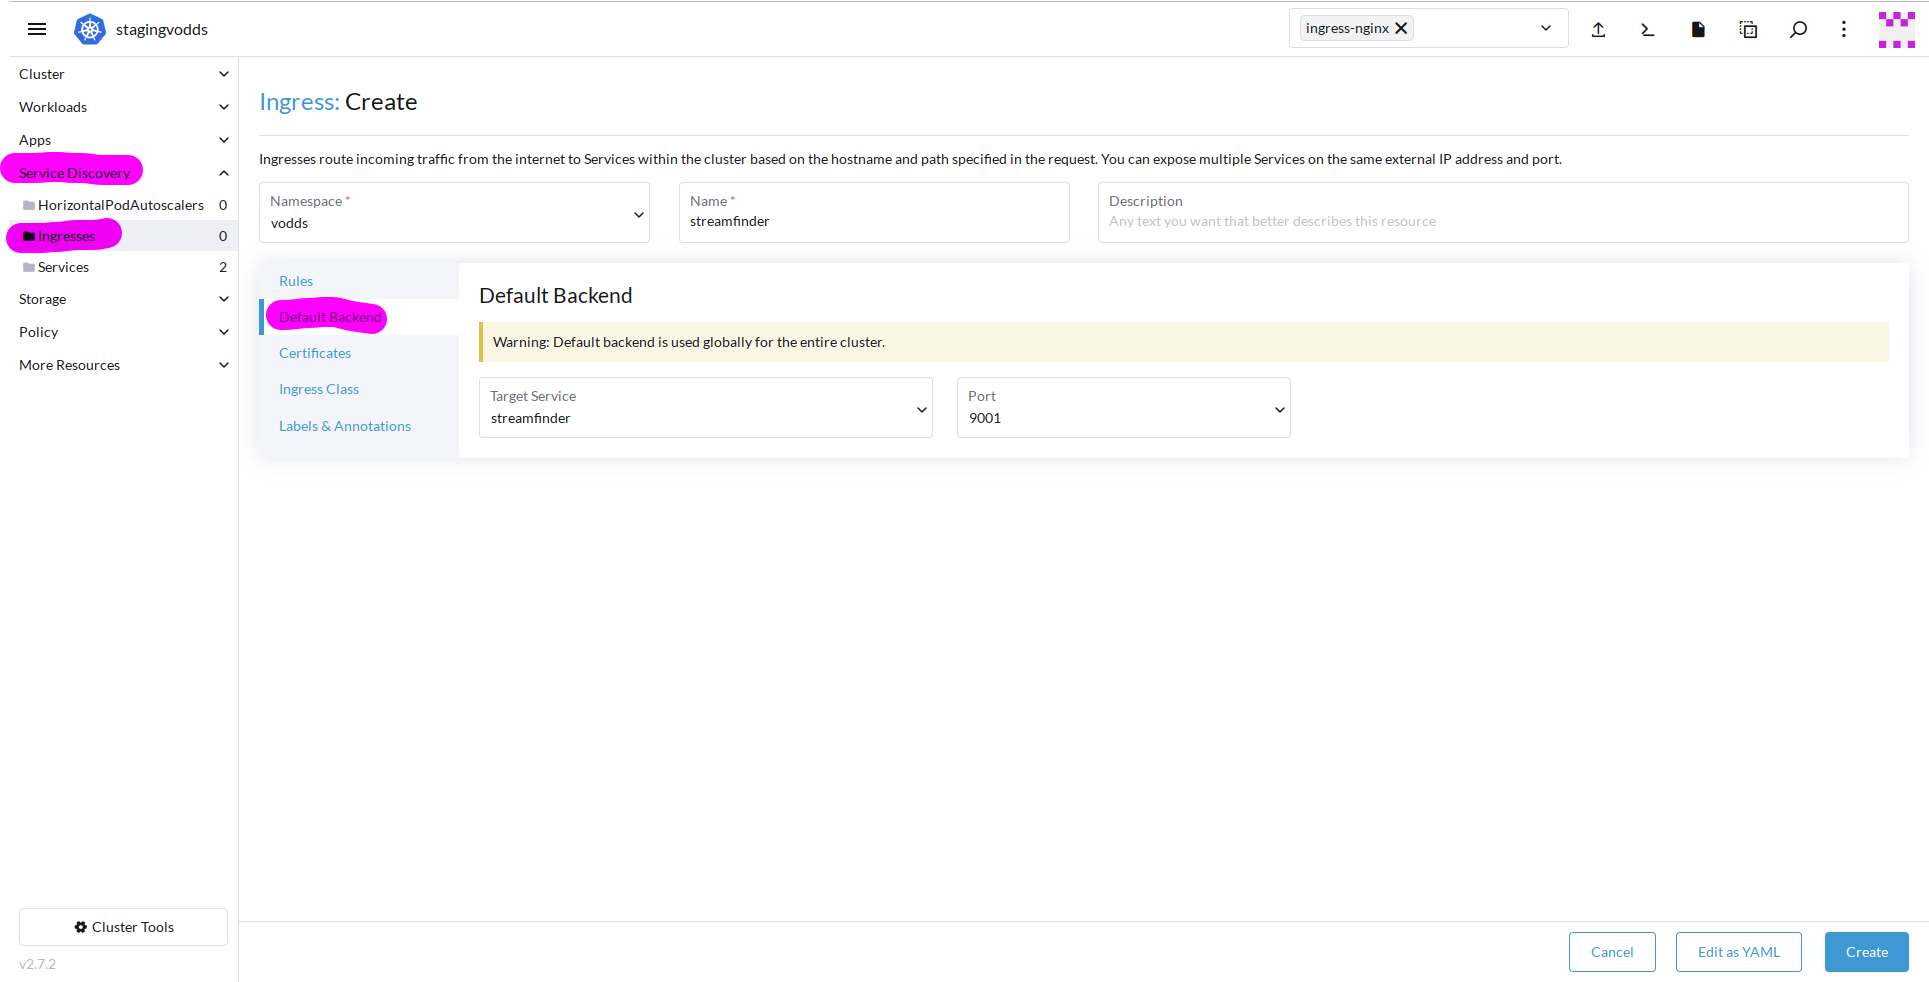 stagingvodds
ingress-nginx
Cluster
Workloads
Apps
Service Discovery
HorizontalPodAutoscalers 0
Ingresses 0
Services 2
Storage
Policy
More Resources
Cluster Tools
v2.7.2
Ingress: Create
Ingresses route incoming traffic from the internet to Services within the cluster based on the hostname and path specified in the request. You can expose multiple Services on the same external IP address and port.
Namespace *
vodds
Name *
streamfinder
Description
Any text you want that better describes this resource
Rules
Default Backend
Certificates
Ingress Class
Labels & Annotations
Default Backend
Warning: Default backend is used globally for the entire cluster.
Target Service
streamfinder
Port
9001
Cancel
Edit as YAML
Create